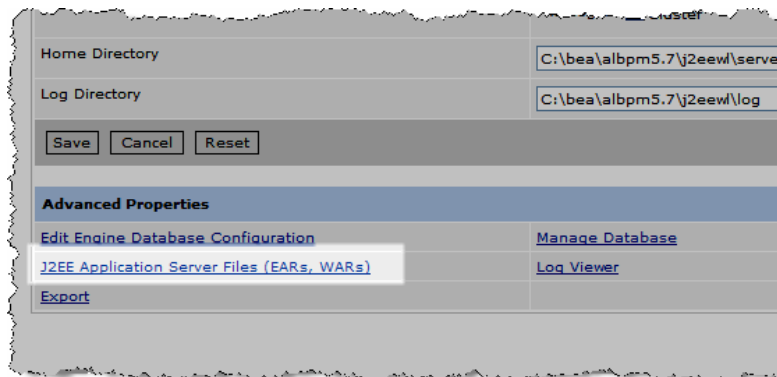 Home Directory
C:\bea\albpm5.7\j2eewl\serve
Log Directory
C:\bea\albpm5.7\j2eewl\log
Save Cancel Reset
Advanced Properties
Edit Engine Database Configuration Manage Database
J2EE Application Server Files (EARs, WARs) Log Viewer
Export